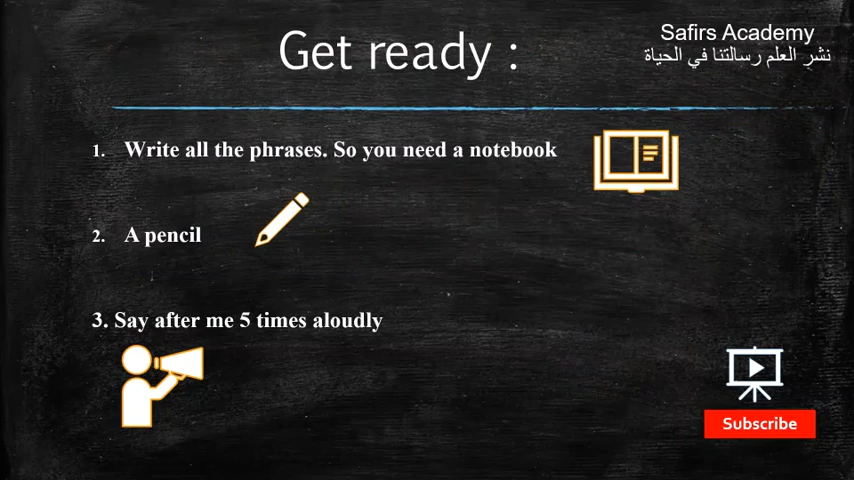 Get ready :
Safirs Academy
نشر العلم رسالتنا في الحياة
1. Write all the phrases. So you need a notebook
2. A pencil
3. Say after me 5 times aloudly
Subscribe